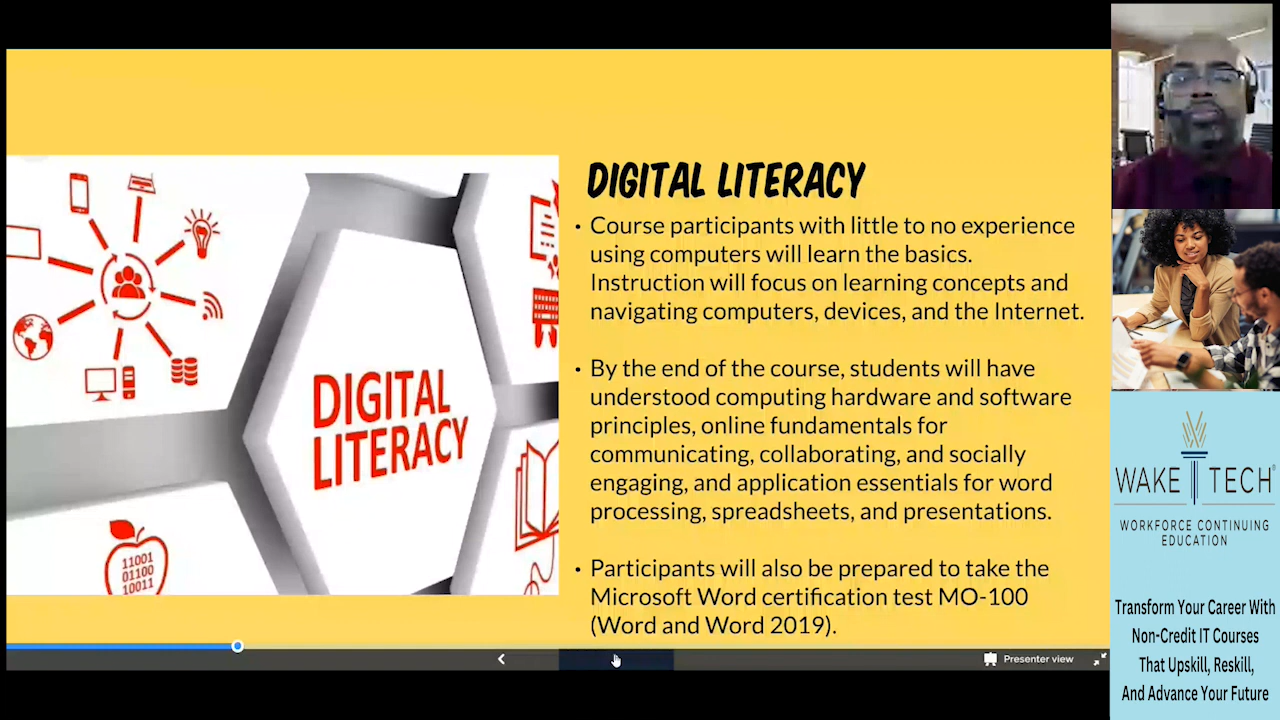 DIGITAL LITERACY
• Course participants with little to no experience
using computers will learn the basics.
Instruction will focus on learning concepts and
navigating computers, devices, and the Internet.
• By the end of the course, students will have
understood computing hardware and software
principles, online fundamentals for
communicating, collaborating, and socially
engaging, and application essentials for word
processing, spreadsheets, and presentations.
• Participants will also be prepared to take the
Microsoft Word certification test MO-100
(Word and Word 2019).
DIGITAL
LITERACY
11001
01100
10011
Presenter view
WAKE TECH®
WORKFORCE CONTINUING
EDUCATION
Transform Your Career With
Non-Credit IT Courses
That Upskill, Reskill,
And Advance Your Future